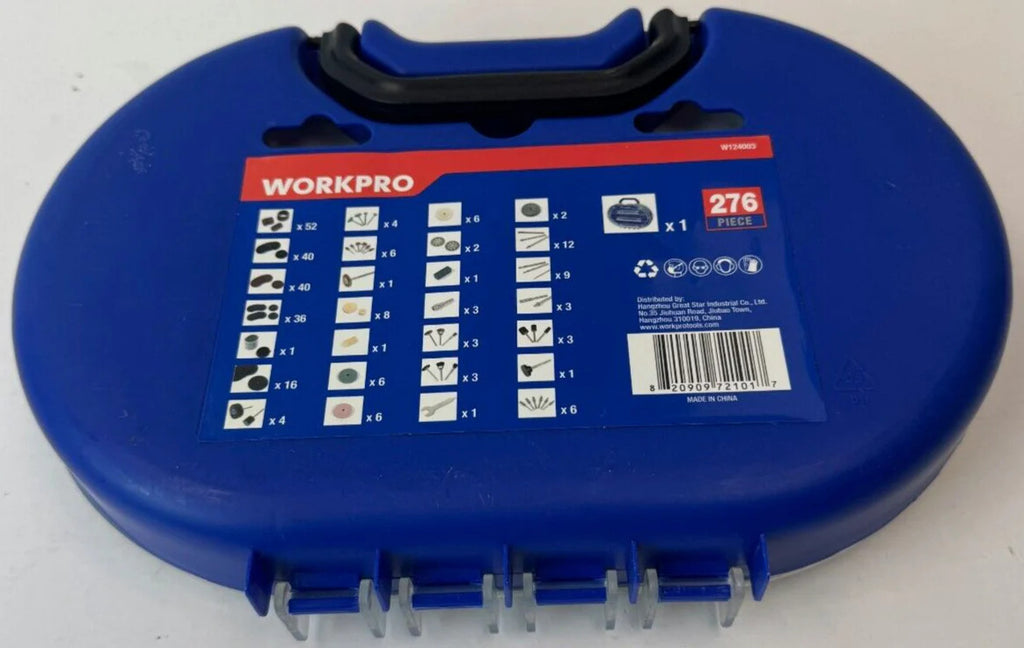 W124003
WORKPRO
x 52
x 40
x 40
x 36
x 1
x 16
x 4
x 4
x 6
x 1
x 8
x 1
x 6
x 6
x 6
x 2
x 1
x 3
x 3
x 3
x 1
x 2
x 12
x 9
x 3
x 3
x 1
x 6
x 1
276
PIECE
Distributed by:
Hangzhou Great Star Industrial Co., Ltd.
No.35 Jiuhuan Road, Jiubao Town,
Hangzhou 310019, China
www.workprotools.com
8 20909 72101 7
MADE IN CHINA